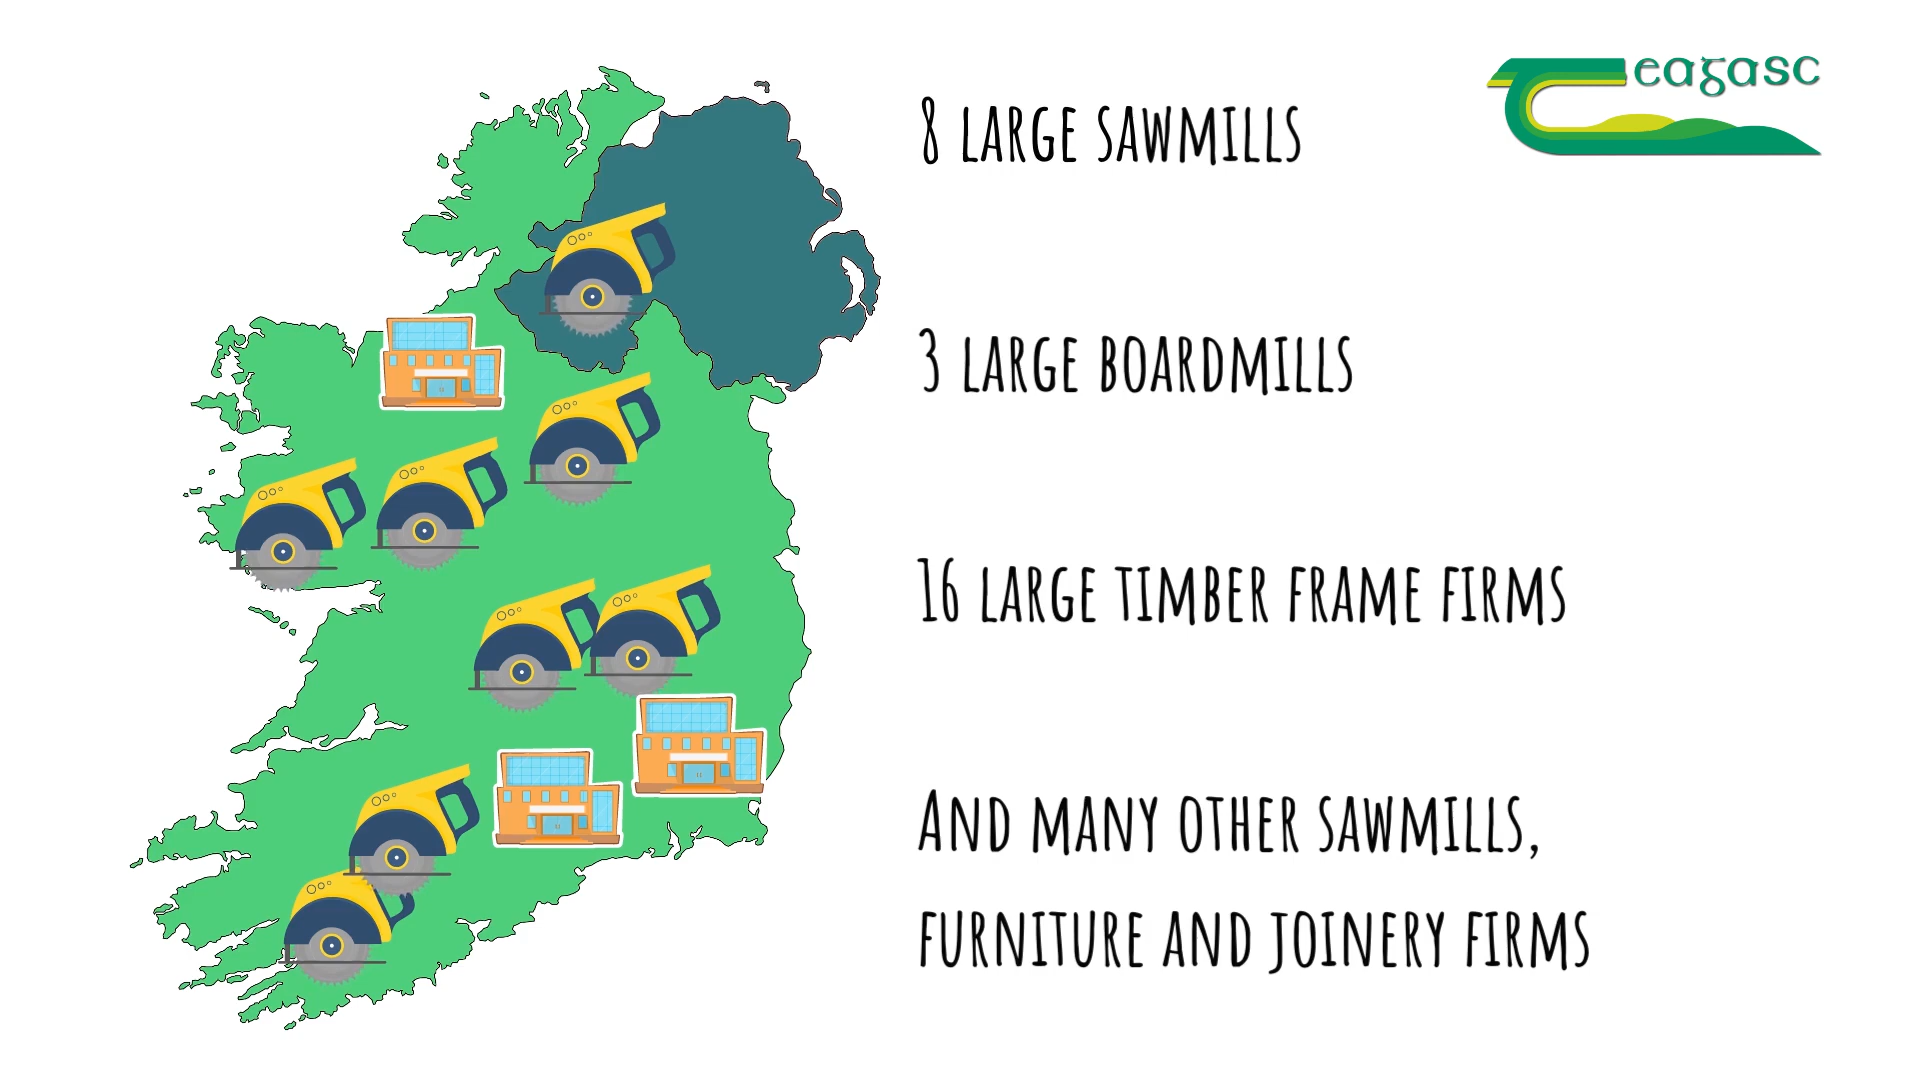 Teagasc
8 LARGE SAWMILLS
3 LARGE BOARDMILLS
16 LARGE TIMBER FRAME FIRMS
AND MANY OTHER SAWMILLS,
FURNITURE AND JOINERY FIRMS